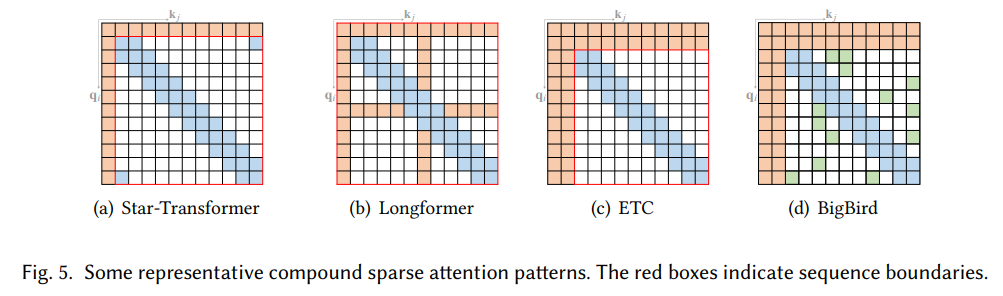 k_j k_j k_j k_j
q_i q_i q_i q_i
(a) Star-Transformer (b) Longformer (c) ETC (d) BigBird
Fig. 5. Some representative compound sparse attention patterns. The red boxes indicate sequence boundaries.